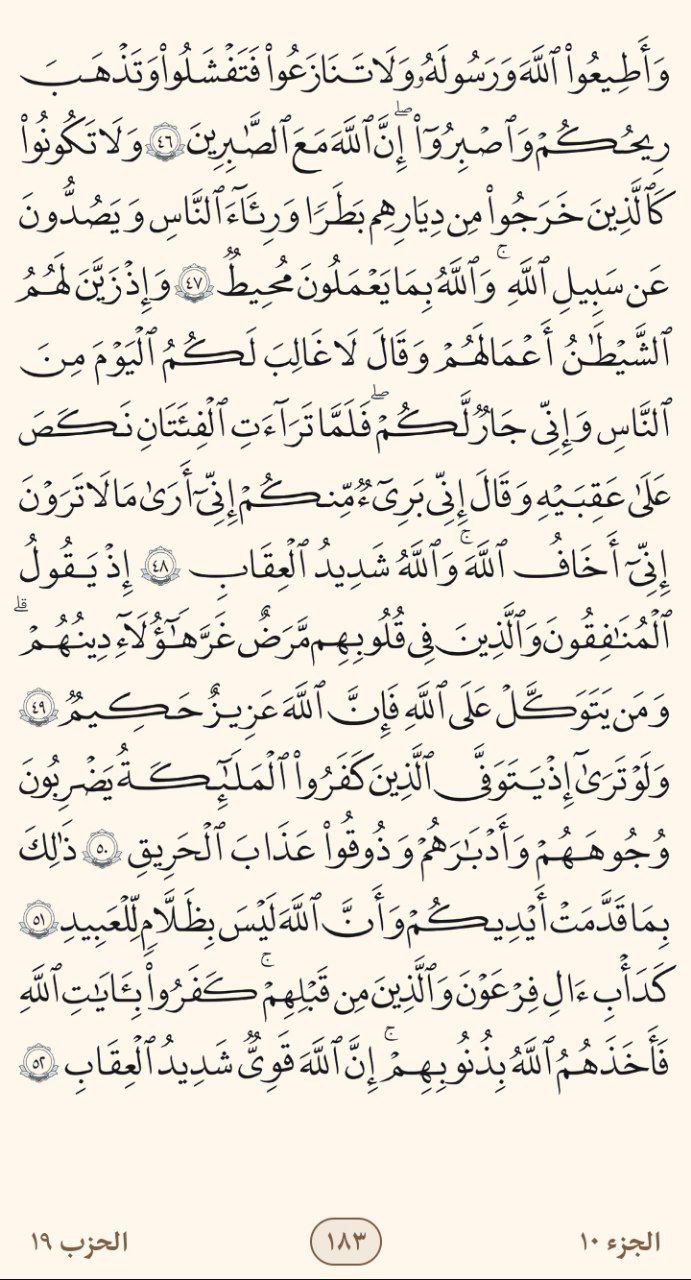 وَأَطِيعُوا۟ ٱللَّهَ وَرَسُولَهُۥ وَلَا تَنَٰزَعُوا۟ فَتَفْشَلُوا۟ وَتَذْهَبَ
رِيحُكُمْ وَٱصْبِرُوٓا۟ ۖ إِنَّ ٱللَّهَ مَعَ ٱلصَّٰبِرِينَ ٤٦ وَلَا تَكُونُوا۟
كَٱلَّذِينَ خَرَجُوا۟ مِن دِيَٰرِهِم بَطَرًا وَرِئَآءَ ٱلنَّاسِ وَيَصُدُّونَ
عَن سَبِيلِ ٱللَّهِ ۚ وَٱللَّهُ بِمَا يَعْمَلُونَ مُحِيطٌ ٤٧ وَإِذْ زَيَّنَ لَهُمُ
ٱلشَّيْطَٰنُ أَعْمَٰلَهُمْ وَقَالَ لَا غَالِبَ لَكُمُ ٱلْيَوْمَ مِنَ
ٱلنَّاسِ وَإِنِّى جَارٌ لَّكُمْ ۖ فَلَمَّا تَرَآءَتِ ٱلْفِئَتَانِ نَكَصَ
عَلَىٰ عَقِبَيْهِ وَقَالَ إِنِّى بَرِىٓءٌ مِّنكُمْ إِنِّىٓ أَرَىٰ مَا لَا تَرَوْنَ
إِنِّىٓ أَخَافُ ٱللَّهَ ۚ وَٱللَّهُ شَدِيدُ ٱلْعِقَابِ ٤٨ إِذْ يَقُولُ
ٱلْمُنَٰفِقُونَ وَٱلَّذِينَ فِى قُلُوبِهِم مَّرَضٌ غَرَّ هَٰٓؤُلَآءِ دِينُهُمْ ۗ
وَمَن يَتَوَكَّلْ عَلَى ٱللَّهِ فَإِنَّ ٱللَّهَ عَزِيزٌ حَكِيمٌ ٤٩
وَلَوْ تَرَىٰٓ إِذْ يَتَوَفَّى ٱلَّذِينَ كَفَرُوا۟ ٱلْمَلَٰٓئِكَةُ يَضْرِبُونَ
وُجُوهَهُمْ وَأَدْبَٰرَهُمْ وَذُوقُوا۟ عَذَابَ ٱلْحَرِيقِ ٥٠ ذَٰلِكَ
بِمَا قَدَّمَتْ أَيْدِيكُمْ وَأَنَّ ٱللَّهَ لَيْسَ بِظَلَّٰمٍ لِّلْعَبِيدِ ٥١
كَدَأْبِ ءَالِ فِرْعَوْنَ وَٱلَّذِينَ مِن قَبْلِهِمْ ۚ كَفَرُوا۟ بِـَٔايَٰتِ ٱللَّهِ
فَأَخَذَهُمُ ٱللَّهُ بِذُنُوبِهِمْ ۚ إِنَّ ٱللَّهَ قَوِىٌّ شَدِيدُ ٱلْعِقَابِ ٥٢
الجزء ١٠
١٨٣
الحزب ١٩